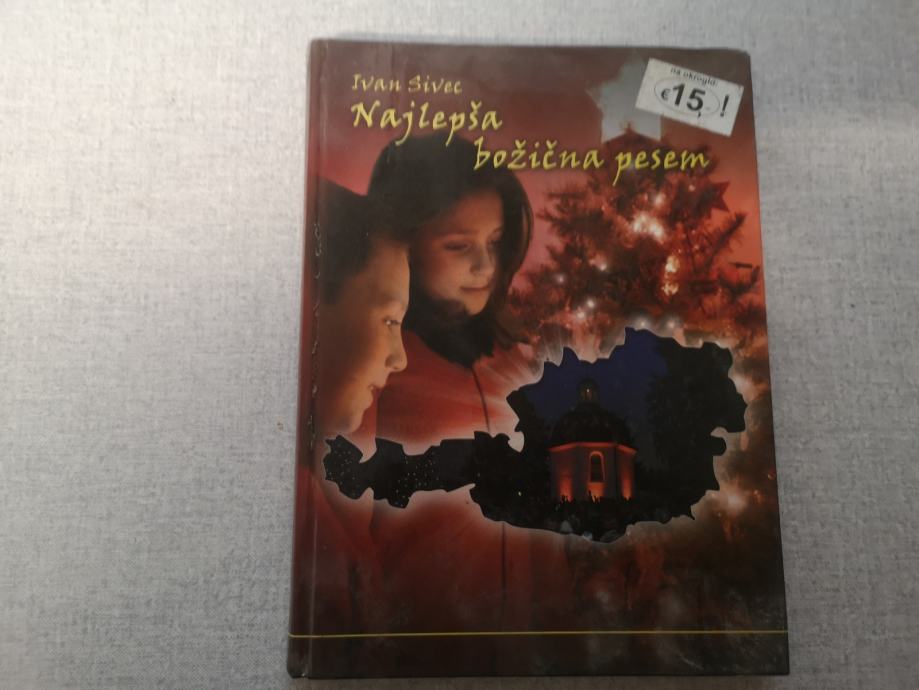 Ivan Sivec
Najlepša
božična pesem
na okroglo:
€15,-!